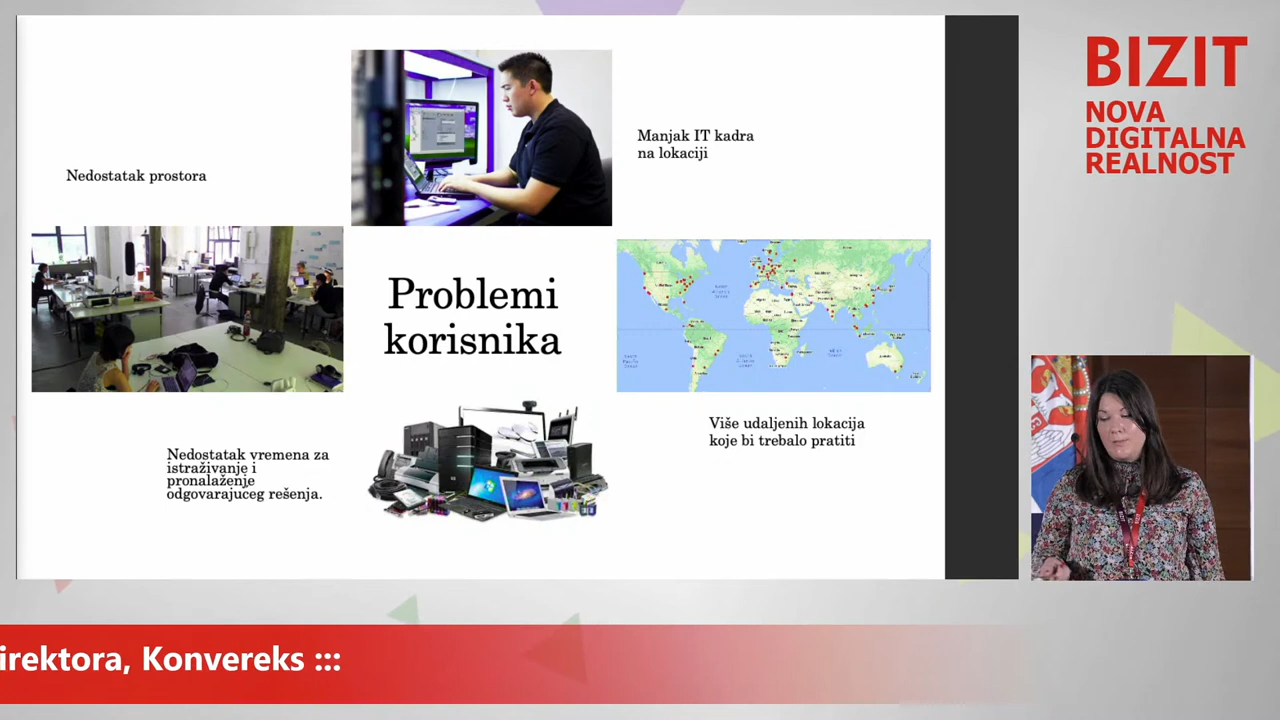 BIZIT
NOVA
DIGITALNA
REALNOST
Manjak IT kadra
na lokaciji
Nedostatak prostora
Problemi
korisnika
Više udaljenih lokacija
koje bi trebalo pratiti
Nedostatak vremena za
istraživanje i
pronalaženje
odgovarajuceg rešenja.
irektora, Konvereks :::